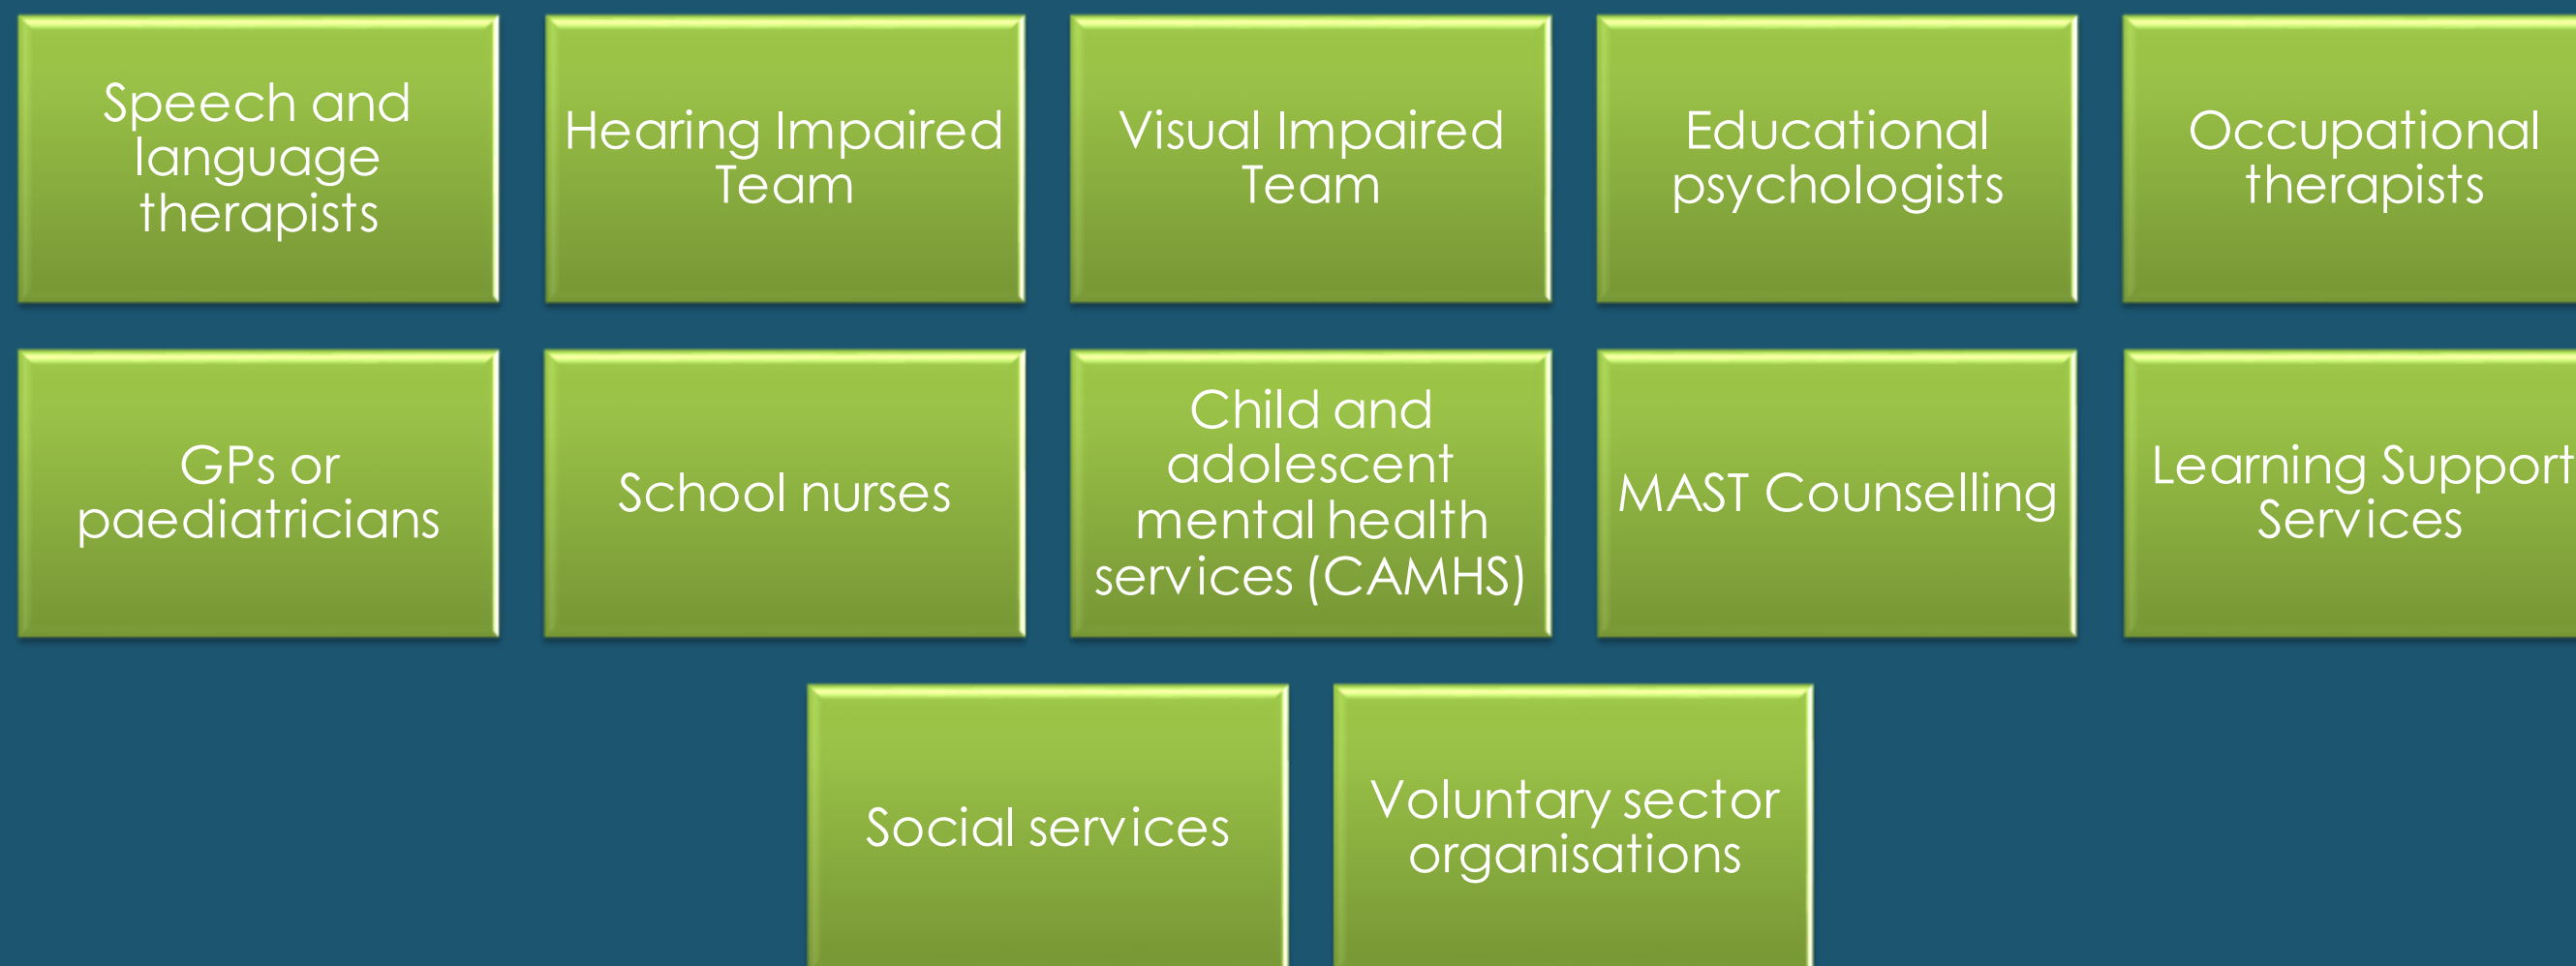 Speech and
language
therapists
Hearing Impaired
Team
Visual Impaired
Team
Educational
psychologists
Occupational
therapists
GPs or
paediatricians
School nurses
Child and
adolescent
mental health
services (CAMHS)
MAST Counselling
Learning Support
Services
Social services
Voluntary sector
organisations